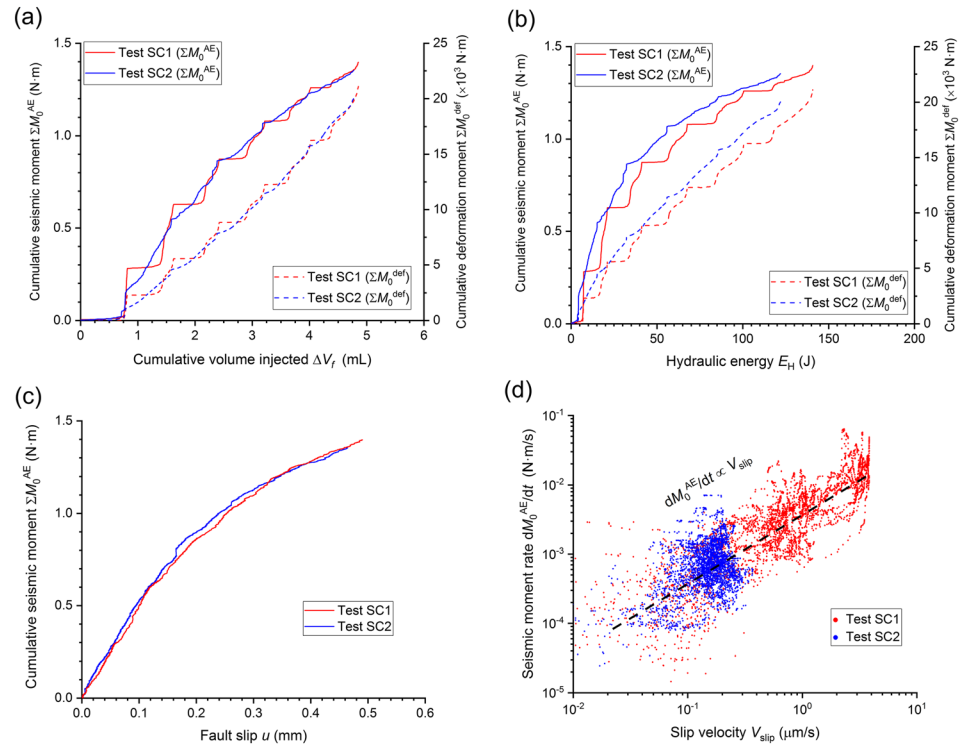 (a)
Test SC1 (ΣM₀ᴬᴱ)
Test SC2 (ΣM₀ᴬᴱ)
Cumulative seismic moment ΣM₀ᴬᴱ (N·m)
1.5
1.0
0.5
0.0
25
20
15
10
5
0
Cumulative deformation moment ΣM₀ᵈᵉᶠ (×10³ N·m)
Test SC1 (ΣM₀ᵈᵉᶠ)
Test SC2 (ΣM₀ᵈᵉᶠ)
0 1 2 3 4 5 6
Cumulative volume injected ΔV_f (mL)
(b)
Test SC1 (ΣM₀ᴬᴱ)
Test SC2 (ΣM₀ᴬᴱ)
Cumulative seismic moment ΣM₀ᴬᴱ (N·m)
1.5
1.0
0.5
0.0
25
20
15
10
5
0
Cumulative deformation moment ΣM₀ᵈᵉᶠ (×10³ N·m)
Test SC1 (ΣM₀ᵈᵉᶠ)
Test SC2 (ΣM₀ᵈᵉᶠ)
0 50 100 150 200
Hydraulic energy E_H (J)
(c)
Cumulative seismic moment ΣM₀ᴬᴱ (N·m)
1.5
1.0
0.5
0.0
Test SC1
Test SC2
0.0 0.1 0.2 0.3 0.4 0.5 0.6
Fault slip u (mm)
(d)
Seismic moment rate dM₀ᴬᴱ/dt (N·m/s)
10⁻¹
10⁻²
10⁻³
10⁻⁴
10⁻⁵
dM₀ᴬᴱ/dt ∝ V_slip
Test SC1
Test SC2
10⁻² 10⁻¹ 10⁰ 10¹
Slip velocity V_slip (μm/s)